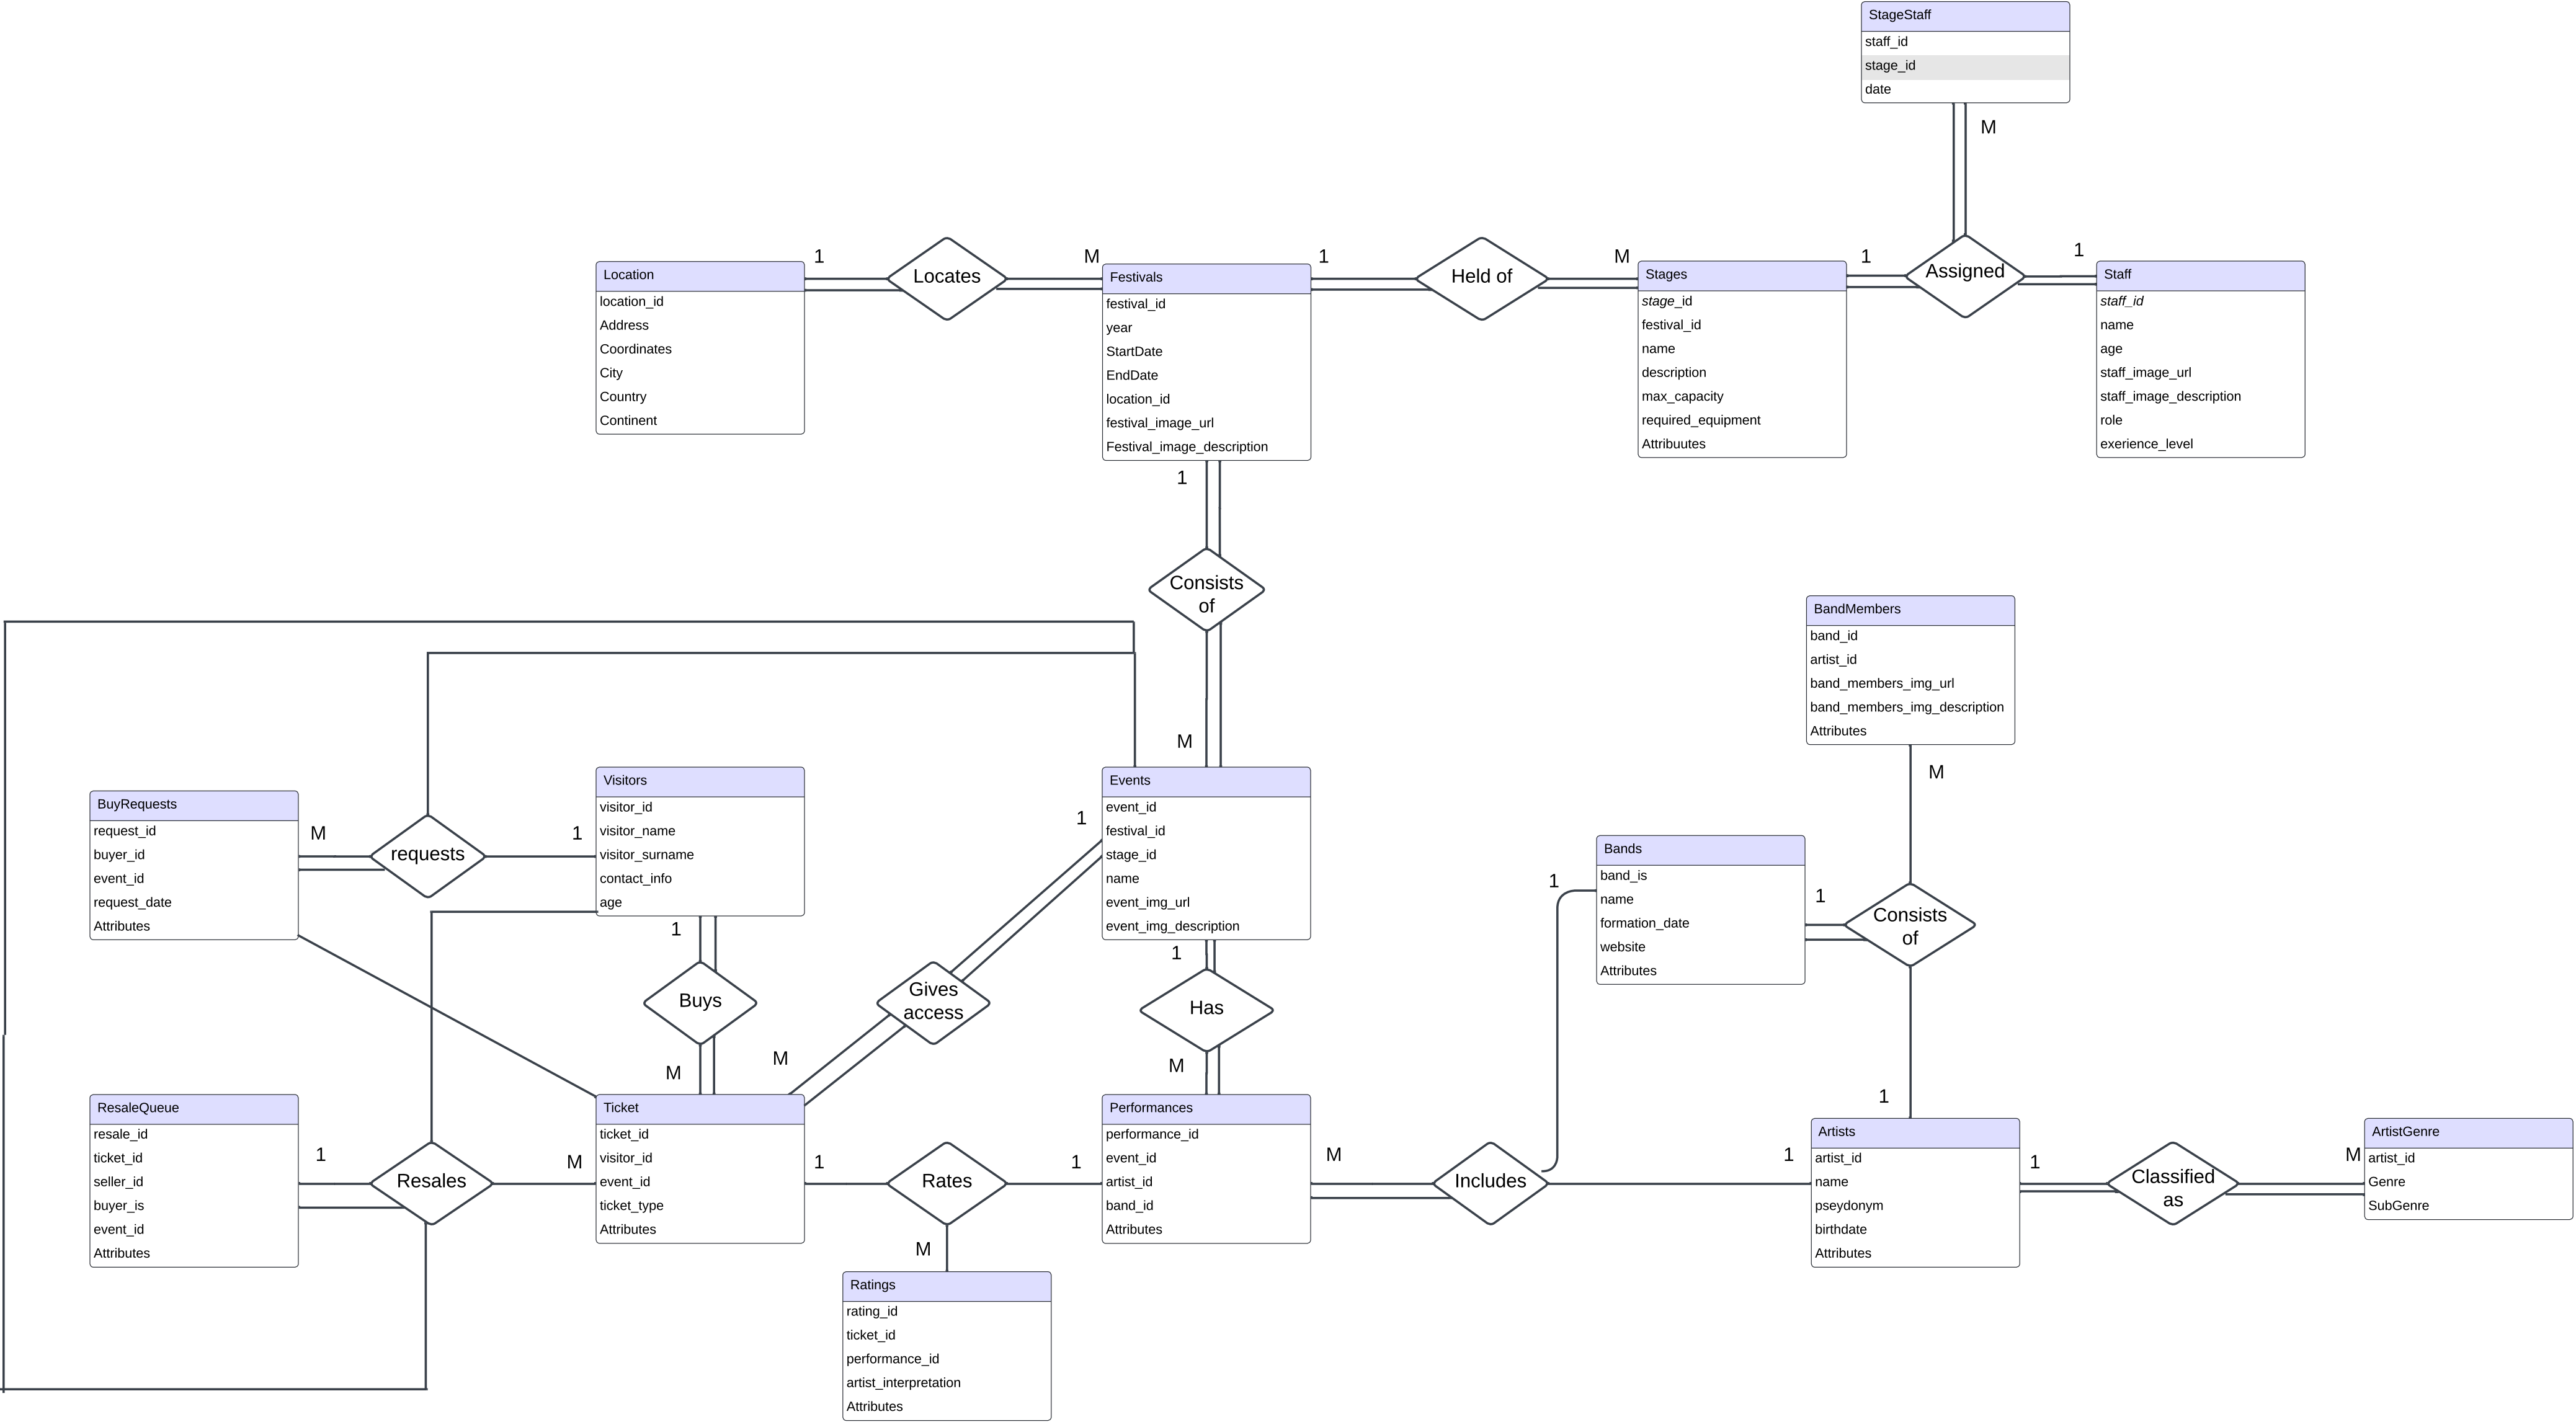 StageStaff
staff_id
stage_id
date
M
1
Locates
M
1
Held of
M
1
Assigned
1
Location
location_id
Address
Coordinates
City
Country
Continent
Festivals
festival_id
year
StartDate
EndDate
location_id
festival_image_url
Festival_image_description
Stages
stage_id
festival_id
name
description
max_capacity
required_equipment
Attribuutes
Staff
staff_id
name
age
staff_image_url
staff_image_description
role
exerience_level
1
Consists
of
M
BandMembers
band_id
artist_id
band_members_img_url
band_members_img_description
Attributes
M
BuyRequests
request_id
buyer_id
event_id
request_date
Attributes
M
requests
1
Visitors
visitor_id
visitor_name
visitor_surname
contact_info
age
1
Events
event_id
festival_id
stage_id
name
event_img_url
event_img_description
1
Bands
band_is
name
formation_date
website
Attributes
1
Consists
of
1
1
Buys
M
Gives
access
M
1
Has
M
ResaleQueue
resale_id
ticket_id
seller_id
buyer_is
event_id
Attributes
1
Resales
M
Ticket
ticket_id
visitor_id
event_id
ticket_type
Attributes
1
Rates
1
M
Performances
performance_id
event_id
artist_id
band_id
Attributes
M
Includes
1
Artists
artist_id
name
pseydonym
birthdate
Attributes
1
Classified
as
M
ArtistGenre
artist_id
Genre
SubGenre
Ratings
rating_id
ticket_id
performance_id
artist_interpretation
Attributes